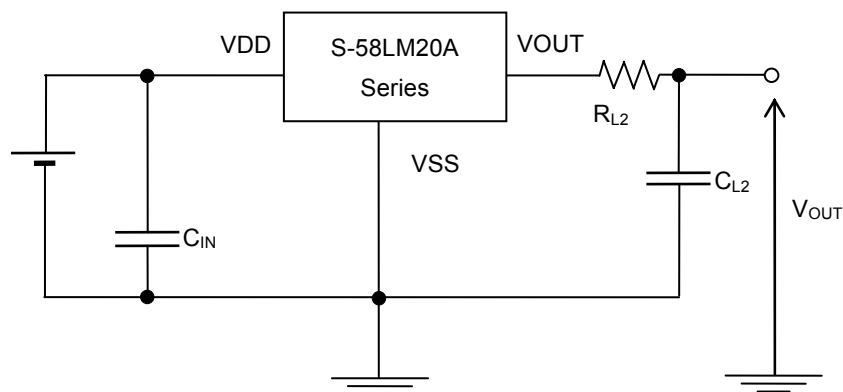 VDD
S-58LM20A
Series
VOUT
RL2
VSS
CL2
VOUT
CIN